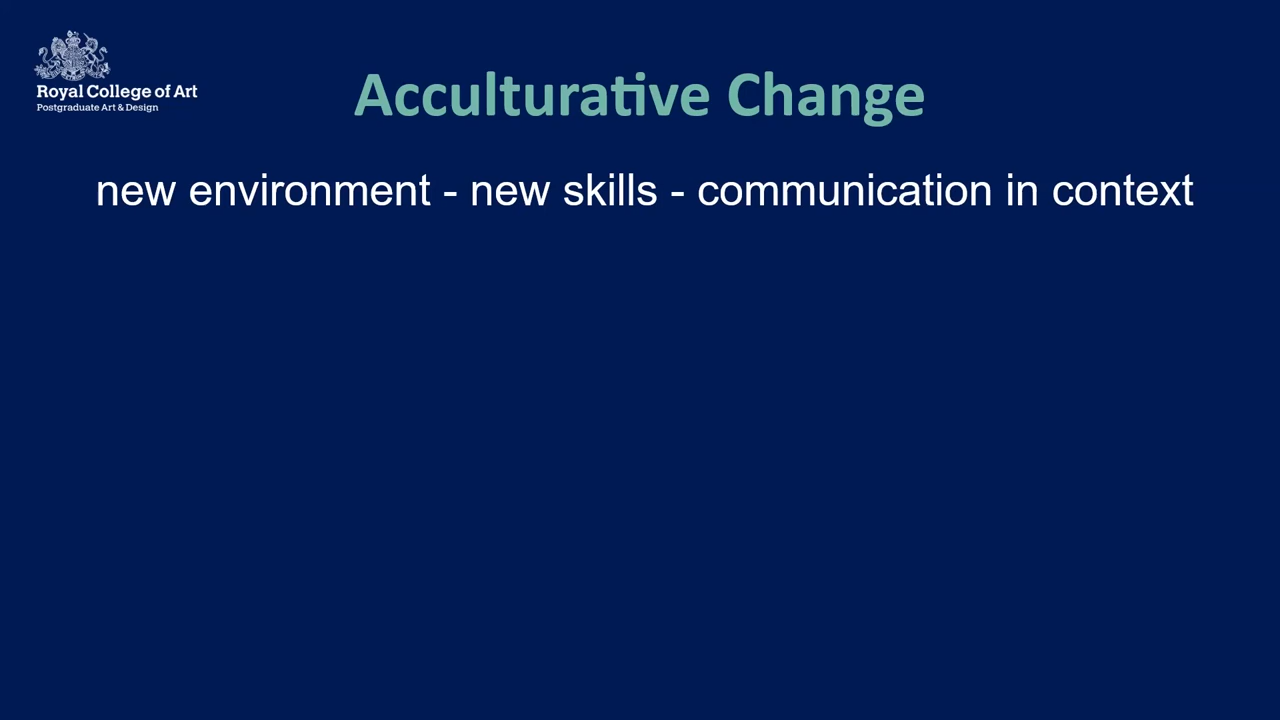 Royal College of Art
Postgraduate Art & Design
Acculturative Change
new environment - new skills - communication in context